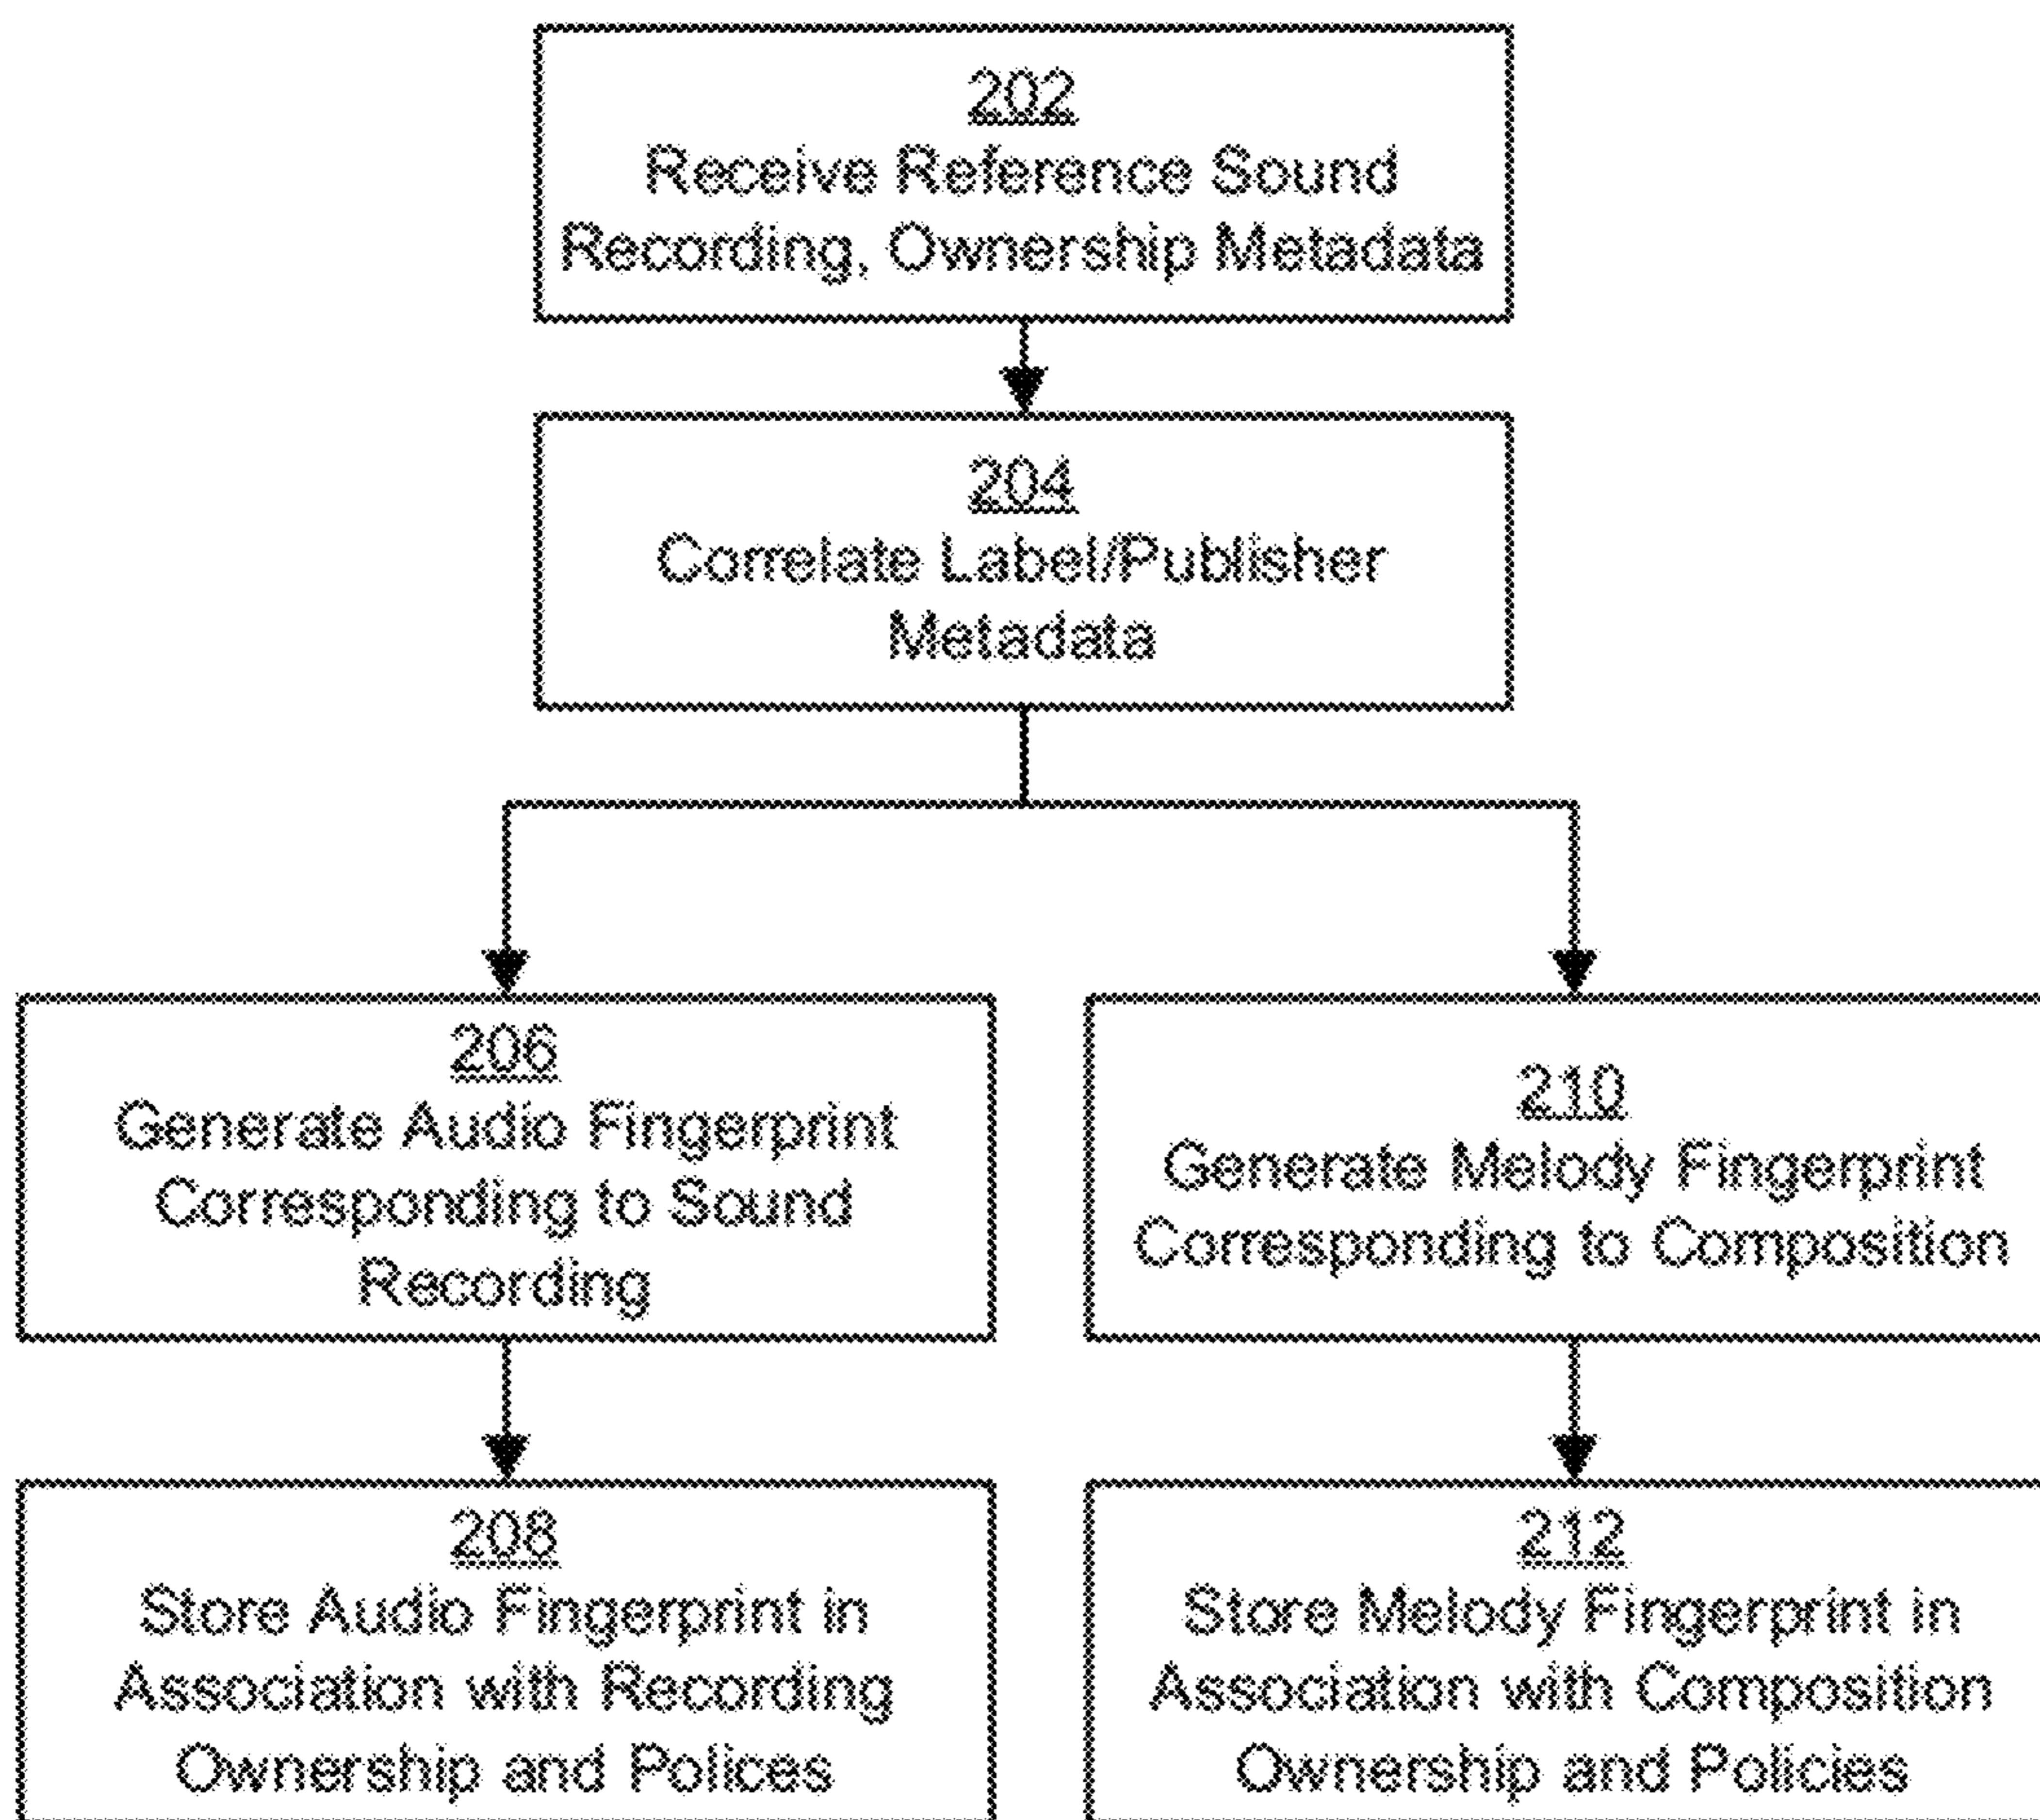 202
Receive Reference Sound
Recording, Ownership Metadata
204
Correlate Label/Publisher
Metadata
206
Generate Audio Fingerprint
Corresponding to Sound
Recording
210
Generate Melody Fingerprint
Corresponding to Composition
208
Store Audio Fingerprint in
Association with Recording
Ownership and Polices
212
Store Melody Fingerprint in
Association with Composition
Ownership and Policies